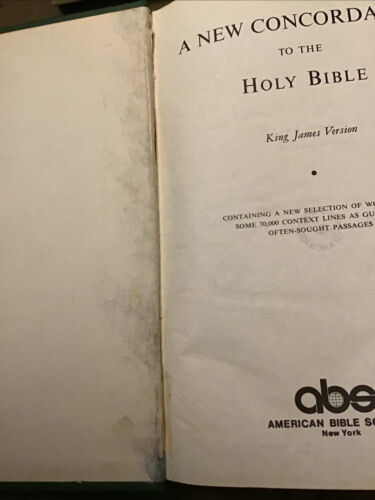 A NEW CONCORDA
TO THE
HOLY BIBLE
King James Version
CONTAINING A NEW SELECTION OF WO
SOME 70,000 CONTEXT LINES AS GU
OFTEN-SOUGHT PASSAGES
abs
AMERICAN BIBLE SO
New York